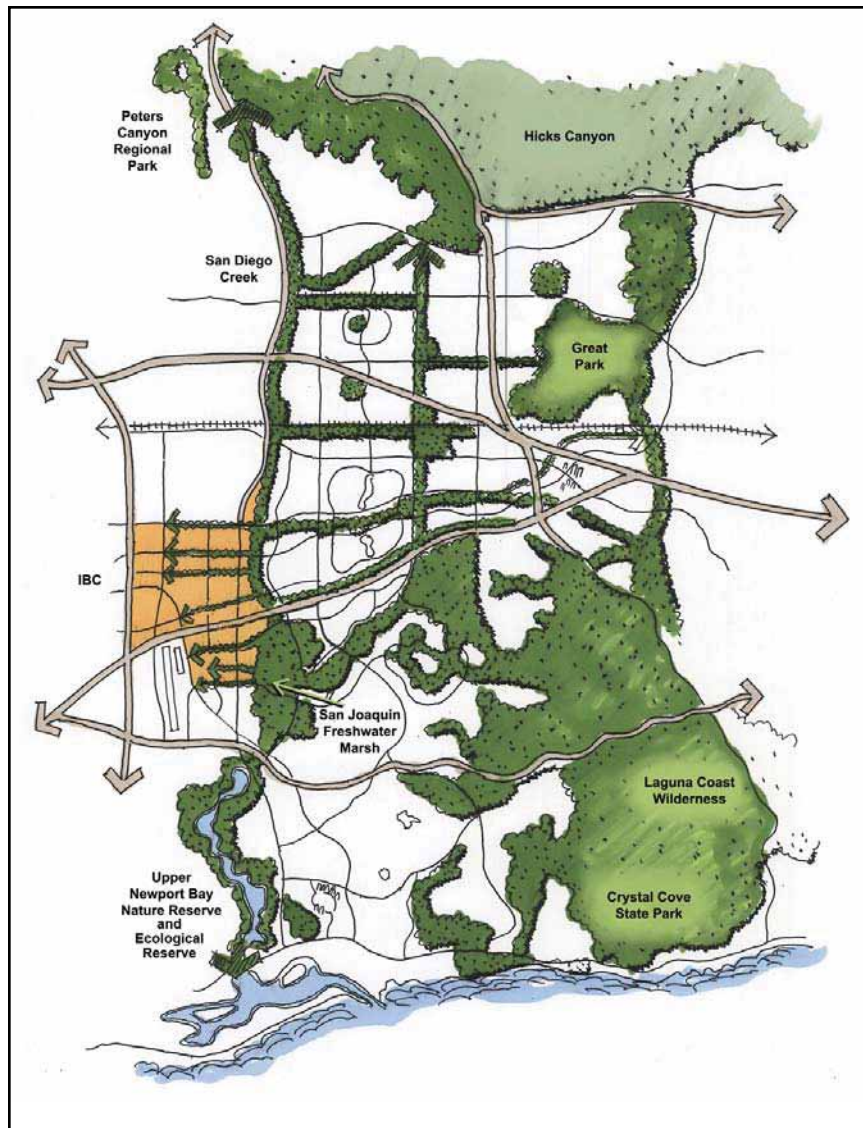 Peters
Canyon
Regional
Park
Hicks Canyon
San Diego
Creek
Great
Park
IBC
San Joaquin
Freshwater
Marsh
Laguna Coast
Wilderness
Crystal Cove
State Park
Upper
Newport Bay
Nature Reserve
and
Ecological
Reserve